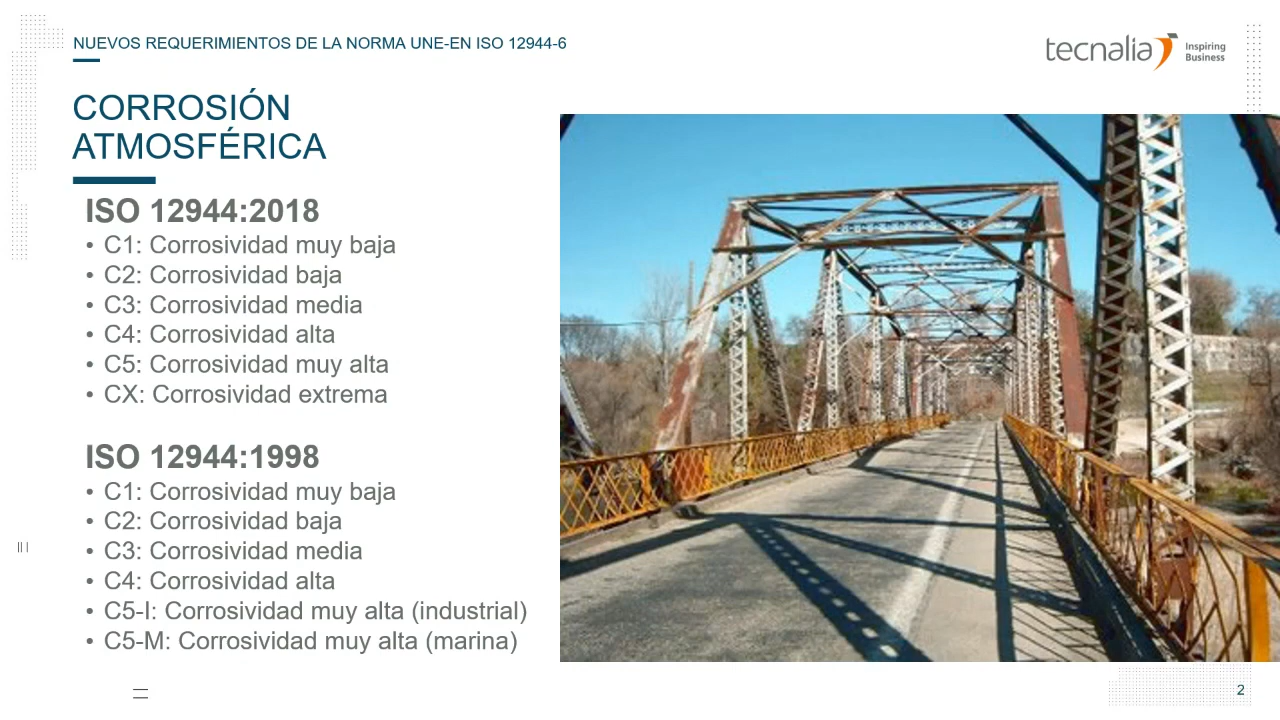 NUEVOS REQUERIMIENTOS DE LA NORMA UNE-EN ISO 12944-6
tecnalia Inspiring
Business
CORROSIÓN
ATMOSFÉRICA
ISO 12944:2018
• C1: Corrosividad muy baja
• C2: Corrosividad baja
• C3: Corrosividad media
• C4: Corrosividad alta
• C5: Corrosividad muy alta
• CX: Corrosividad extrema
ISO 12944:1998
• C1: Corrosividad muy baja
• C2: Corrosividad baja
• C3: Corrosividad media
• C4: Corrosividad alta
• C5-I: Corrosividad muy alta (industrial)
• C5-M: Corrosividad muy alta (marina)
2